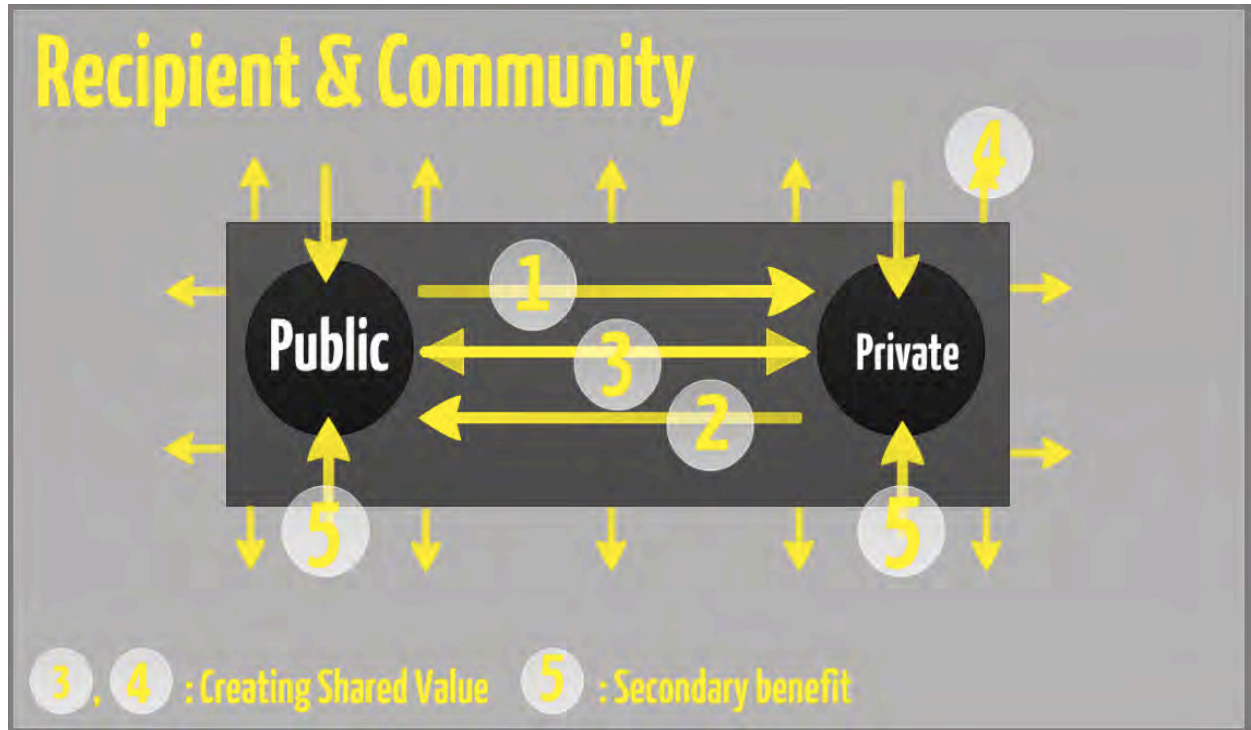 Recipient & Community
4
1
Public
3
Private
2
5
5
3, 4 : Creating Shared Value 5 : Secondary benefit